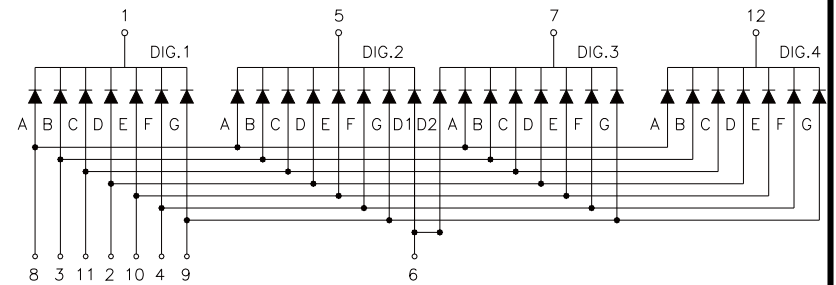 1 5 7 12
DIG.1 DIG.2 DIG.3 DIG.4
A B C D E F G A B C D E F G D1 D2 A B C D E F G A B C D E F G
8 3 11 2 10 4 9 6